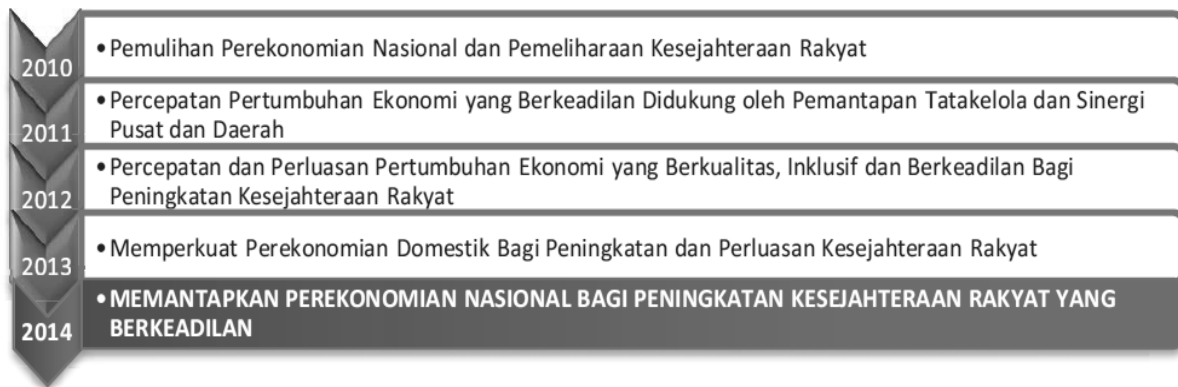 2010
•Pemulihan Perekonomian Nasional dan Pemeliharaan Kesejahteraan Rakyat
2011
•Percepatan Pertumbuhan Ekonomi yang Berkeadilan Didukung oleh Pemantapan Tatakelola dan Sinergi
Pusat dan Daerah
2012
•Percepatan dan Perluasan Pertumbuhan Ekonomi yang Berkualitas, Inklusif dan Berkeadilan Bagi
Peningkatan Kesejahteraan Rakyat
2013
•Memperkuat Perekonomian Domestik Bagi Peningkatan dan Perluasan Kesejahteraan Rakyat
2014
•MEMANTAPKAN PEREKONOMIAN NASIONAL BAGI PENINGKATAN KESEJAHTERAAN RAKYAT YANG
BERKEADILAN